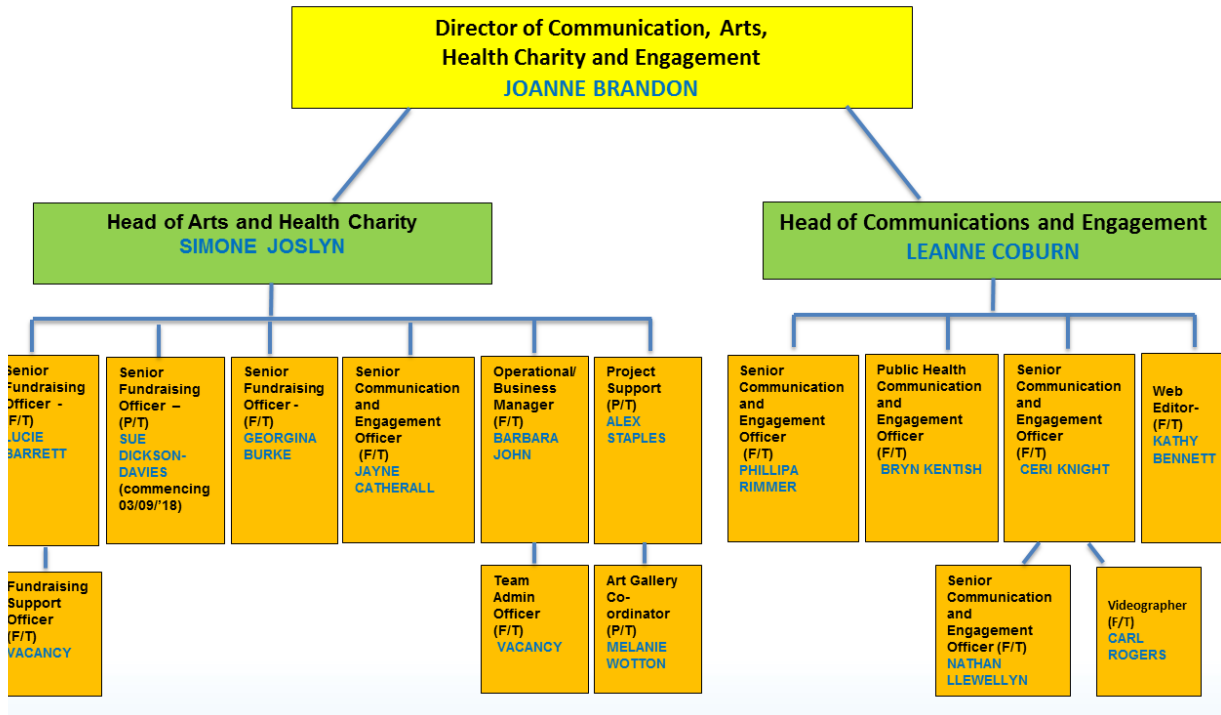 Director of Communication, Arts,
Health Charity and Engagement
JOANNE BRANDON
Head of Arts and Health Charity
SIMONE JOSLYN
Head of Communications and Engagement
LEANNE COBURN
Senior
Fundraising
Officer -
(F/T)
LUCIE
BARRETT
Senior
Fundraising
Officer –
(P/T)
SUE
DICKSON-
DAVIES
(commencing
03/09/'18)
Senior
Fundraising
Officer -
(F/T)
GEORGINA
BURKE
Senior
Communication
and
Engagement
Officer
(F/T)
JAYNE
CATHERALL
Operational/
Business
Manager
(F/T)
BARBARA
JOHN
Project
Support
(P/T)
ALEX
STAPLES
Senior
Communication
and
Engagement
Officer
(F/T)
PHILLIPA
RIMMER
Public Health
Communication
and
Engagement
Officer
(F/T)
BRYN KENTISH
Senior
Communication
and
Engagement
Officer
(F/T)
CERI KNIGHT
Web
Editor-
(F/T)
KATHY
BENNETT
Fundraising
Support
Officer
(F/T)
VACANCY
Team
Admin
Officer
(F/T)
VACANCY
Art Gallery
Co-
ordinator
(P/T)
MELANIE
WOTTON
Senior
Communication
and
Engagement
Officer (F/T)
NATHAN
LLEWELLYN
Videographer
(F/T)
CARL
ROGERS